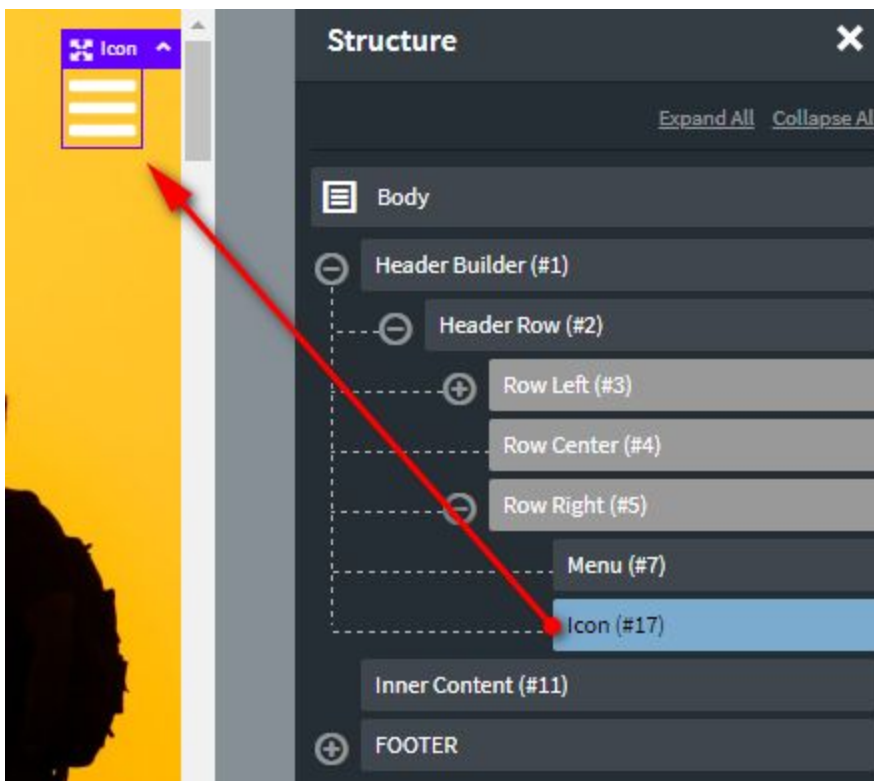 Icon
Structure
Expand All Collapse Al
Body
Header Builder (#1)
Header Row (#2)
Row Left (#3)
Row Center (#4)
Row Right (#5)
Menu (#7)
Icon (#17)
Inner Content (#11)
FOOTER